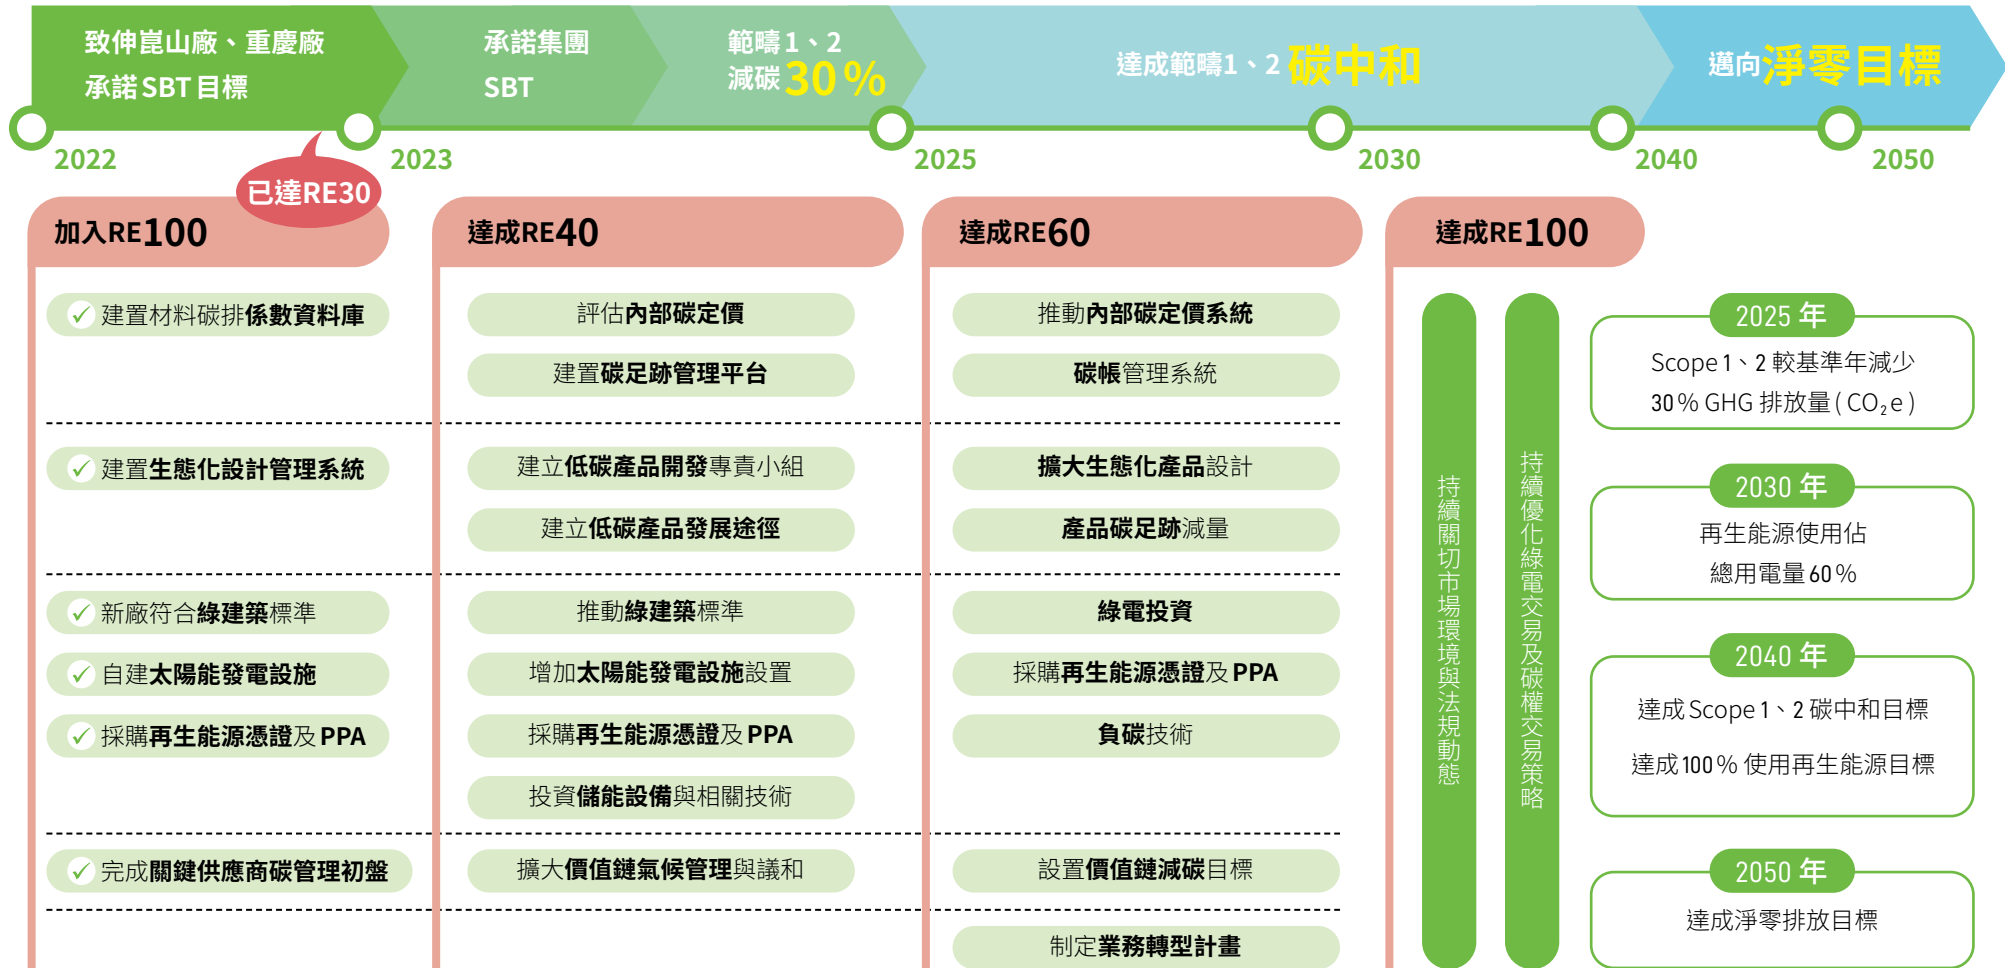 致伸崑山廠、重慶廠
承諾SBT目標
承諾集團
SBT
範疇1、2
減碳30%
達成範疇1、2碳中和
邁向淨零目標
2022
2023
2025
2030
2040
2050
已達RE30
加入RE100
建置材料碳排係數資料庫
建置生態化設計管理系統
新廠符合綠建築標準
自建太陽能發電設施
採購再生能源憑證及PPA
完成關鍵供應商碳管理初盤
達成RE40
評估內部碳定價
建置碳足跡管理平台
建立低碳產品開發專責小組
建立低碳產品發展途徑
推動綠建築標準
增加太陽能發電設施設置
採購再生能源憑證及PPA
投資儲能設備與相關技術
擴大價值鏈氣候管理與議和
達成RE60
推動內部碳定價系統
碳帳管理系統
擴大生態化產品設計
產品碳足跡減量
綠電投資
採購再生能源憑證及PPA
負碳技術
設置價值鏈減碳目標
制定業務轉型計畫
達成RE100
持續關切市場環境與法規動態
持續優化綠電交易及碳權交易策略
2025 年
Scope 1、2 較基準年減少
30% GHG 排放量 ( CO₂e )
2030 年
再生能源使用佔
總用電量60%
2040 年
達成Scope 1、2 碳中和目標
達成100% 使用再生能源目標
2050 年
達成淨零排放目標